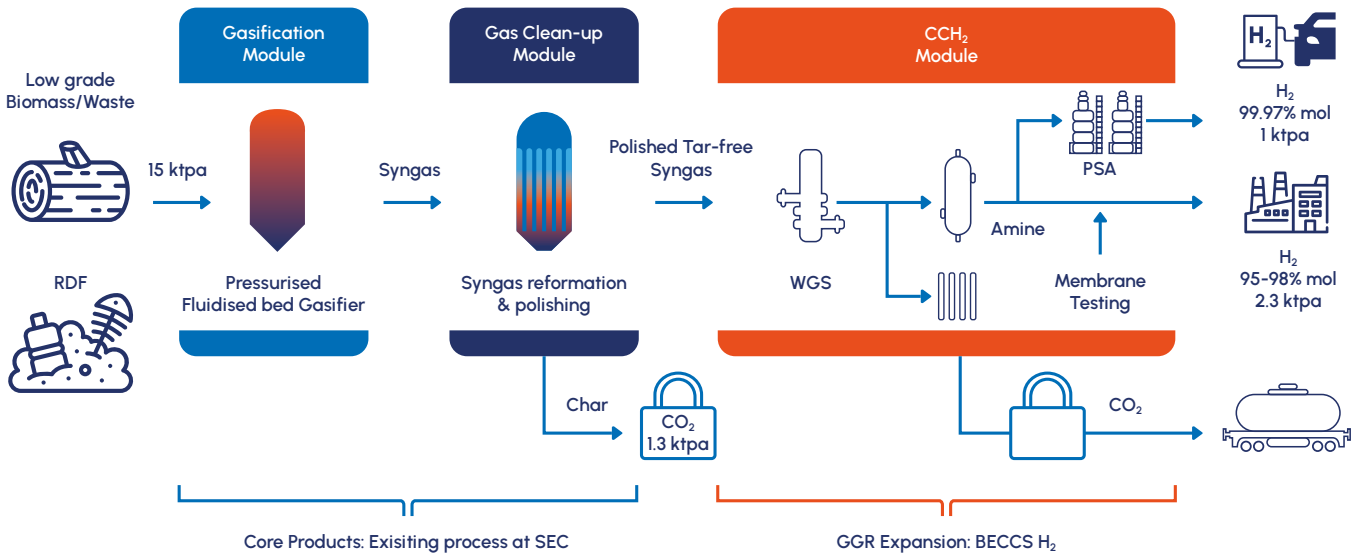 Low grade
Biomass/Waste
15 ktpa
RDF
Gasification
Module
Pressurised
Fluidised bed Gasifier
Syngas
Gas Clean-up
Module
Syngas reformation
& polishing
Char
CO₂
1.3 ktpa
Polished Tar-free
Syngas
CCH₂
Module
WGS
Amine
PSA
Membrane
Testing
CO₂
H₂
H₂
99.97% mol
1 ktpa
H₂
95-98% mol
2.3 ktpa
Core Products: Exisiting process at SEC
GGR Expansion: BECCS H₂